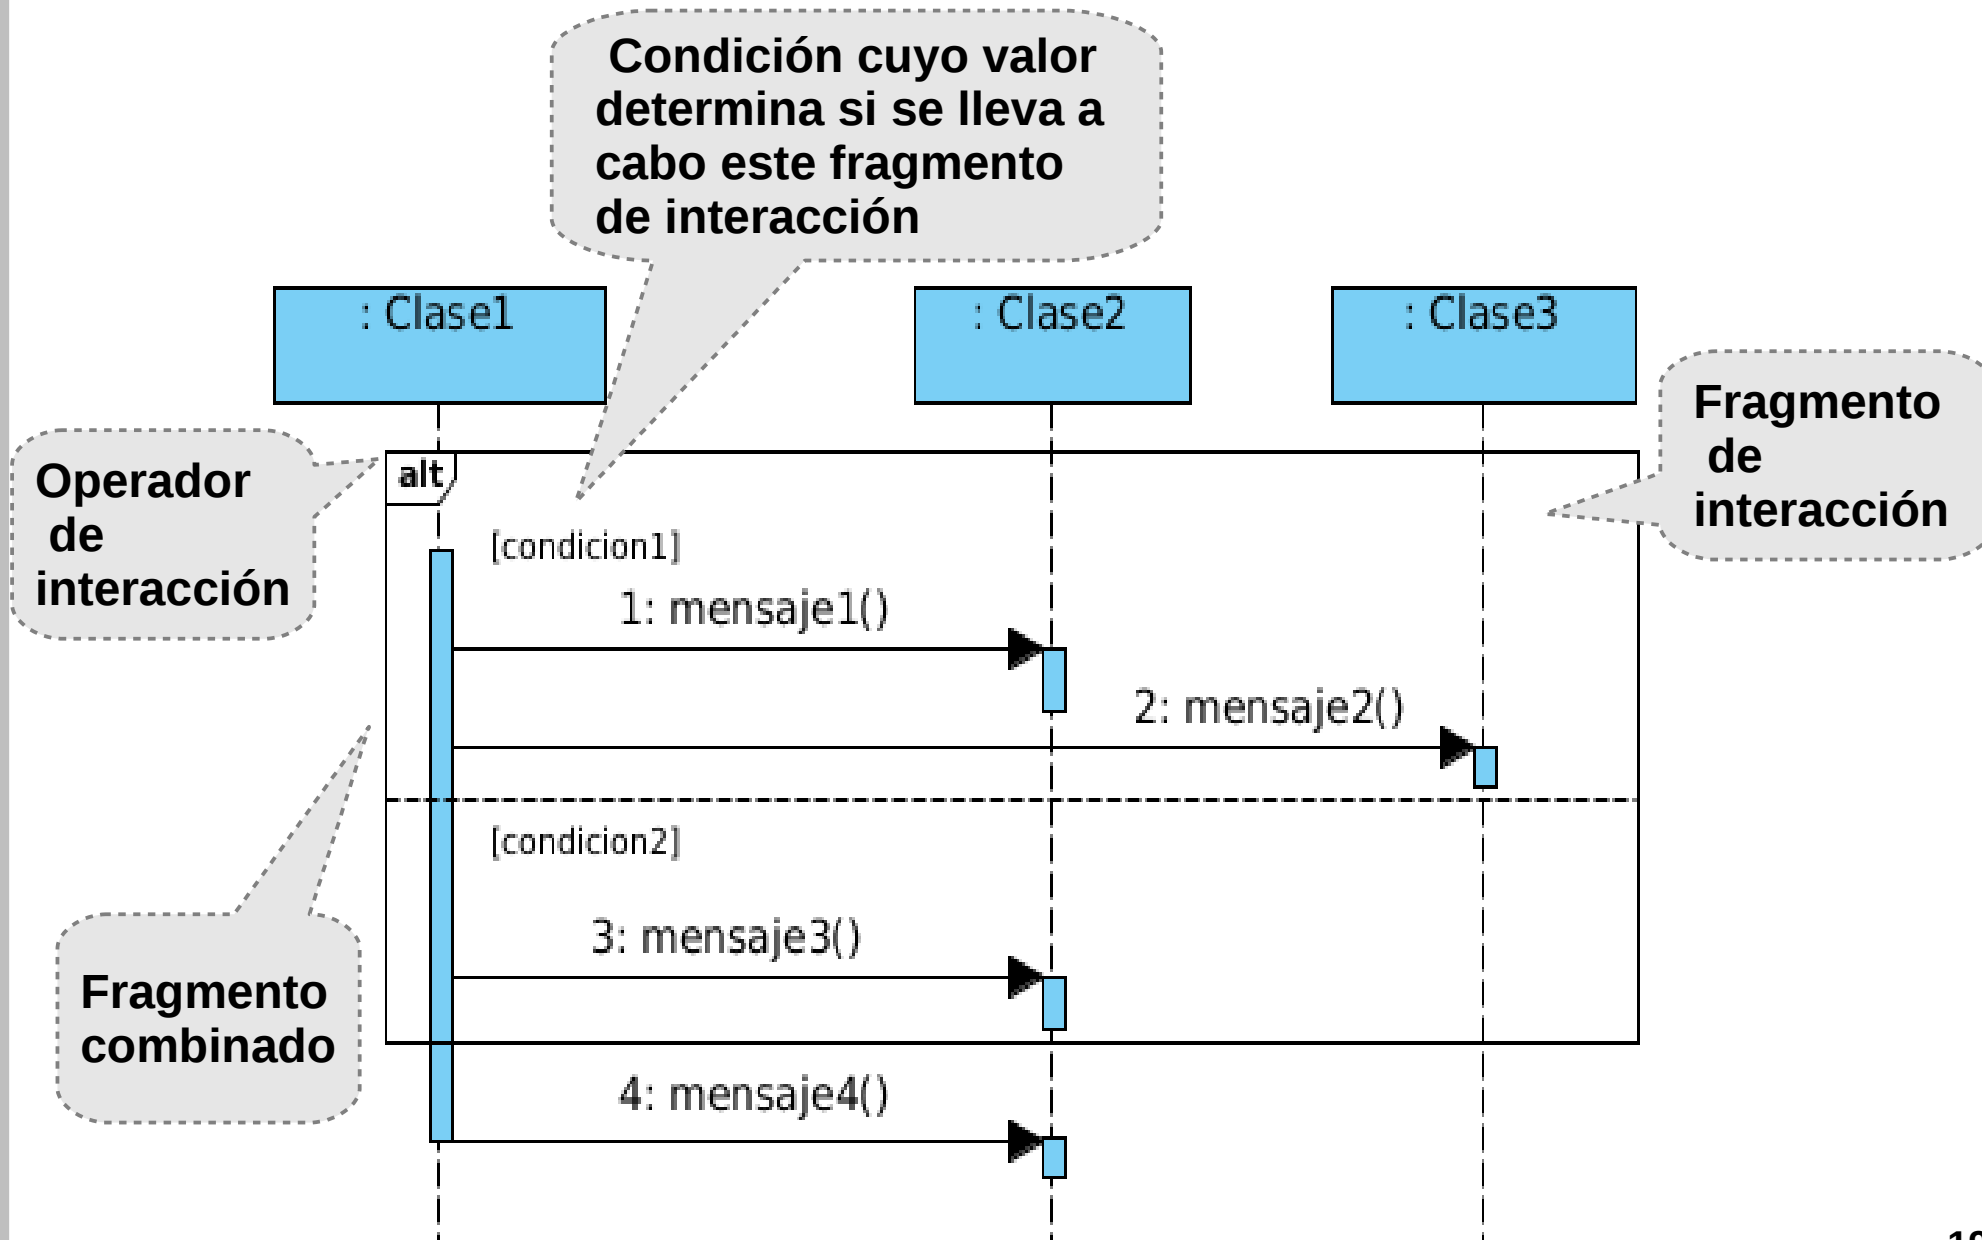 Condición cuyo valor
determina si se lleva a
cabo este fragmento
de interacción
: Clase1
: Clase2
: Clase3
Fragmento
de
interacción
Operador
de
interacción
alt
[condicion1]
1: mensaje1()
2: mensaje2()
[condicion2]
3: mensaje3()
Fragmento
combinado
4: mensaje4()